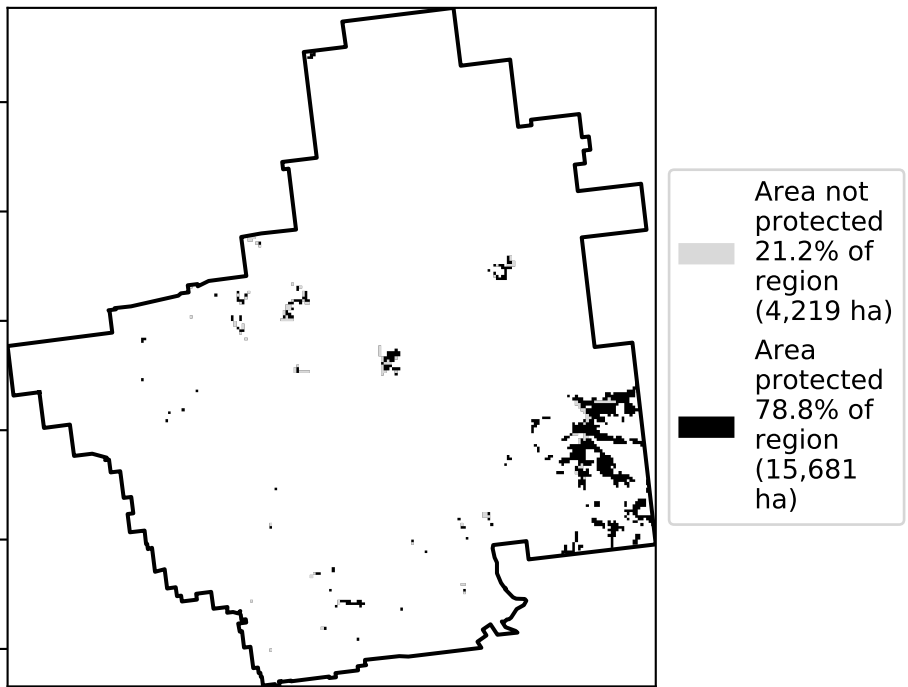 Area not
protected
21.2% of
region
(4,219 ha)
Area
protected
78.8% of
region
(15,681
ha)